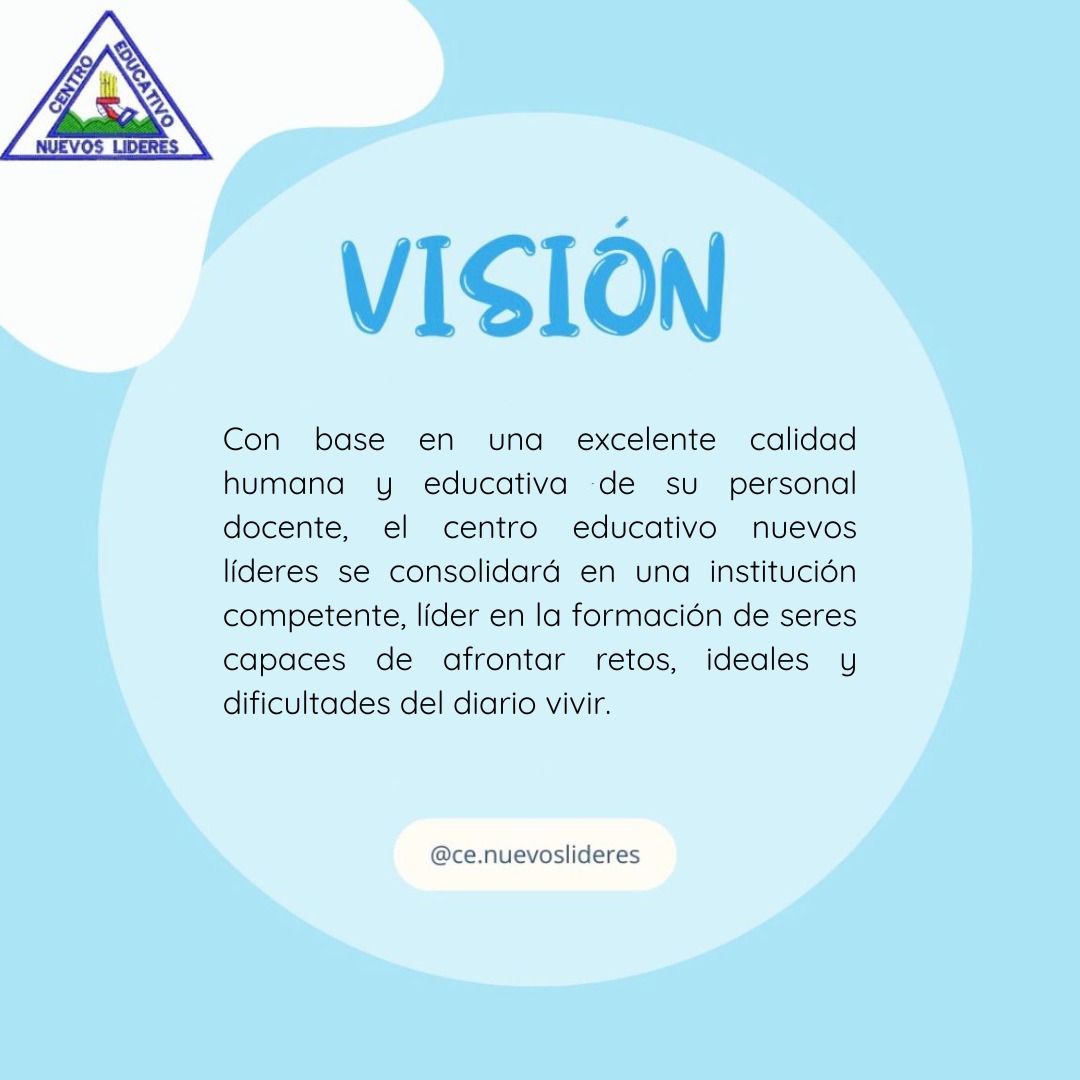 CENTRO EDUCATIVO
NUEVOS LIDERES
VISIÓN
Con base en una excelente calidad
humana y educativa de su personal
docente, el centro educativo nuevos
líderes se consolidará en una institución
competente, líder en la formación de seres
capaces de afrontar retos, ideales y
dificultades del diario vivir.
@ce.nuevoslideres